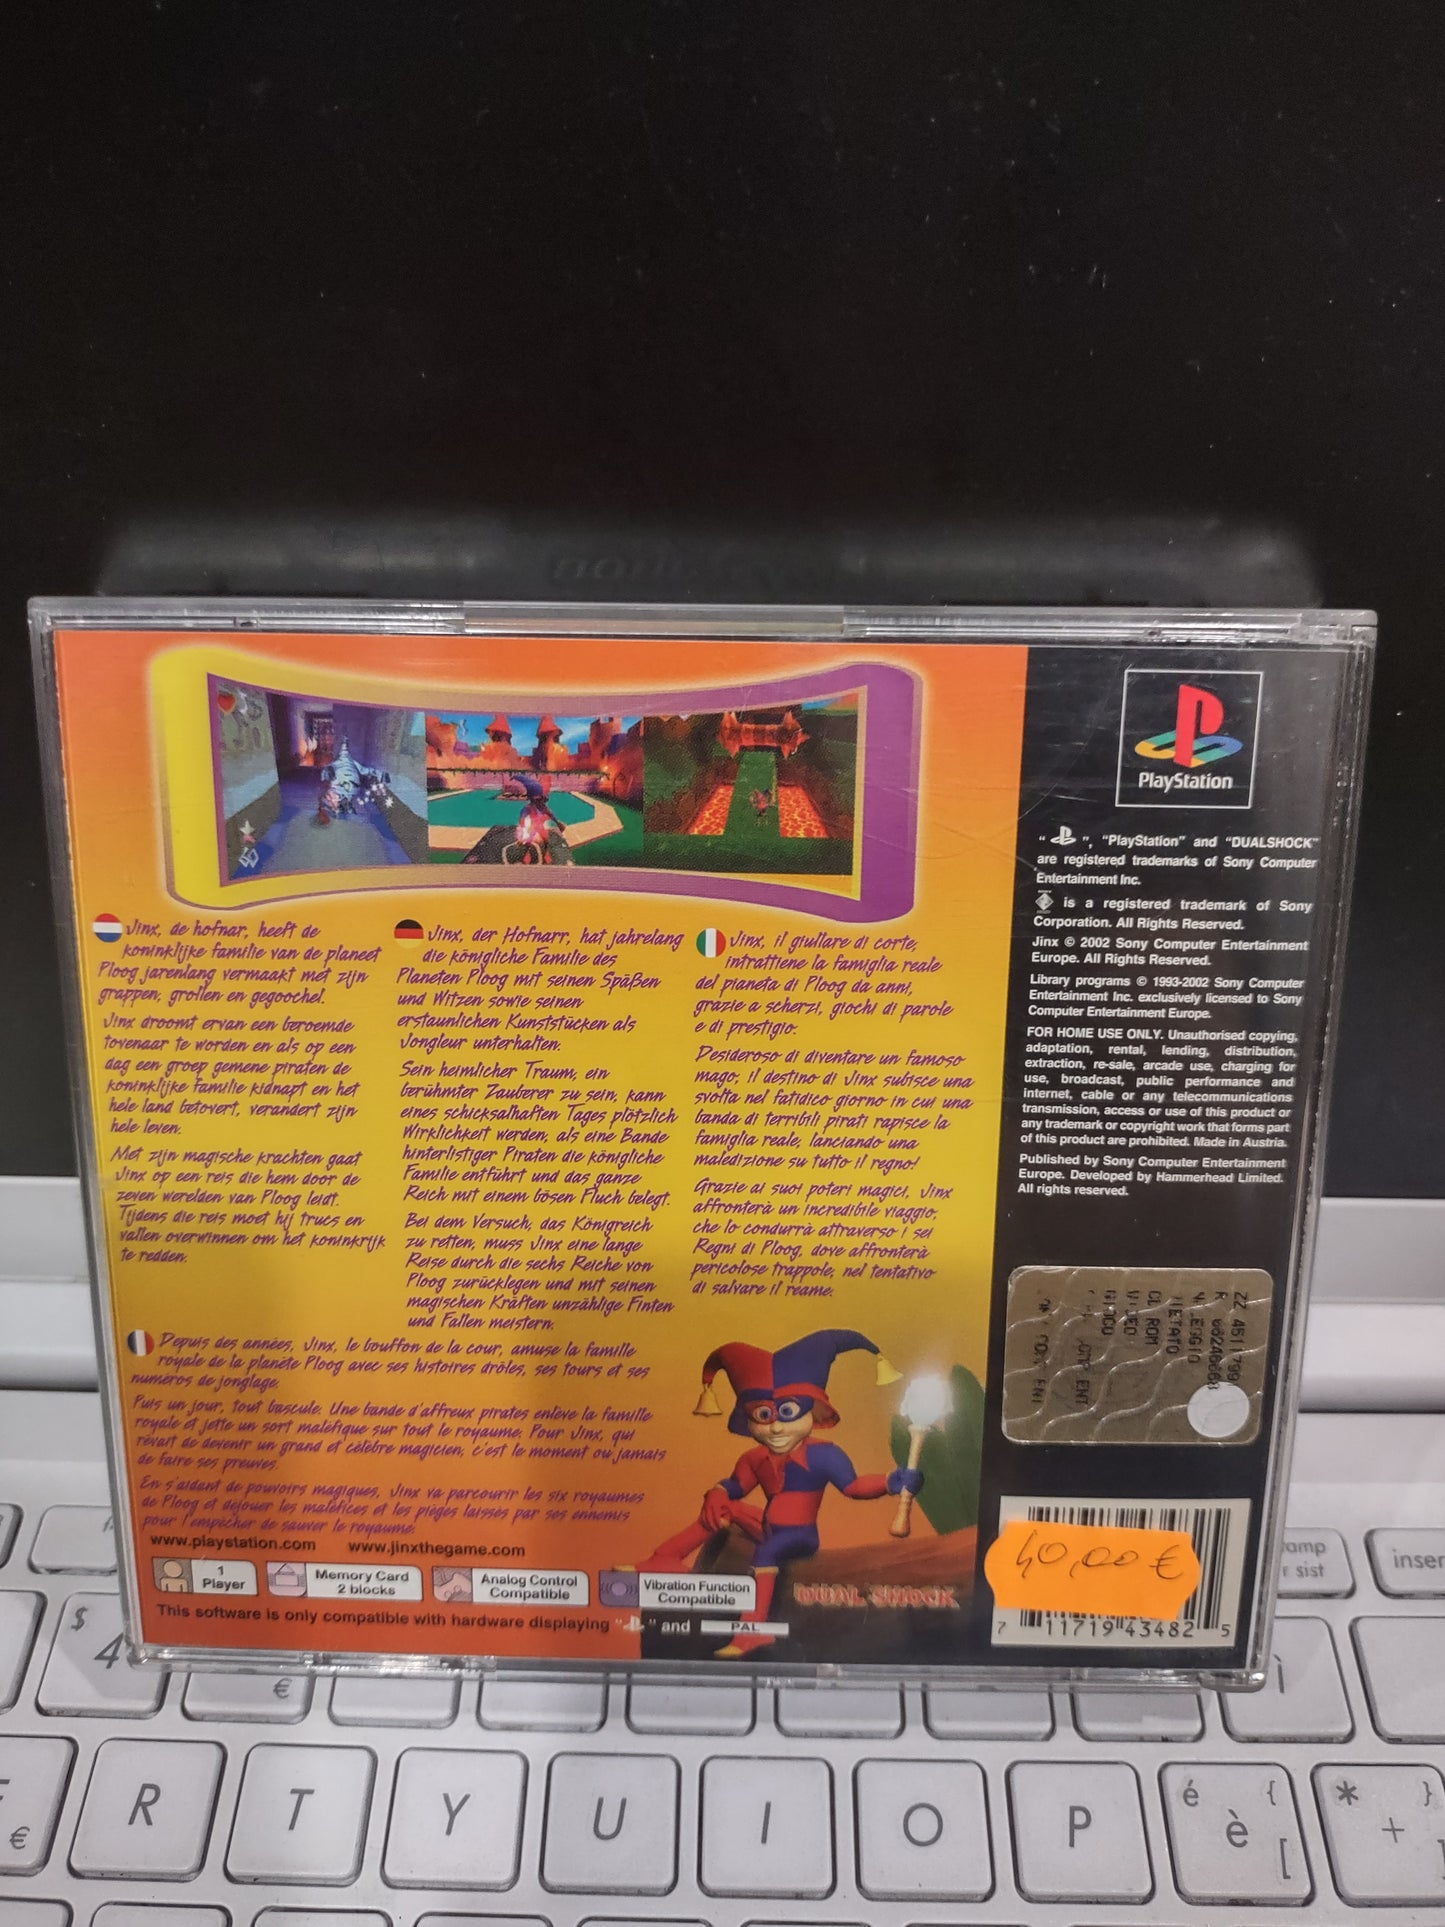 Jinx, de hofnar, heeft de
koninklijke familie van de planeet
Ploog jarenlang vermaakt met zijn
grappen, grollen en gegoochel.
Jinx droomt ervan een beroemde
tovenaar te worden en als op een
dag een groep gemene piraten de
koninklijke familie kidnapt en het
hele land betovert, verandert zijn
hele leven.
Met zijn magische krachten gaat
Jinx op een reis die hem door de
zeven werelden van Ploog leidt.
Tijdens die reis moet hij trucs en
vallen overwinnen om het koninkrijk
te redden.
Jinx, der Hofnarr, hat jahrelang
die königliche Familie des
Planeten Ploog mit seinen Späßen
und Witzen sowie seinen
erstaunlichen Kunststücken als
Jongleur unterhalten.
Sein heimlicher Traum, ein
berühmter Zauberer zu sein, kann
eines schicksalhaften Tages plötzlich
Wirklichkeit werden, als eine Bande
hinterlistiger Piraten die königliche
Familie entführt und das ganze
Reich mit einem bösen Fluch belegt.
Bei dem Versuch, das Königreich
zu retten, muss Jinx eine lange
Reise durch die sechs Reiche von
Ploog zurücklegen und mit seinen
magischen Kräften unzählige Finten
und Fallen meistern.
Jinx, il giullare di corte,
intrattiene la famiglia reale
del pianeta di Ploog da anni,
grazie a scherzi, giochi di parole
e di prestigio.
Desideroso di diventare un famoso
mago, il destino di Jinx subisce una
svolta nel fatidico giorno in cui una
banda di terribili pirati rapisce la
famiglia reale, lanciando una
maledizione su tutto il regno!
Grazie ai suoi poteri magici, Jinx
affronterà un incredibile viaggio,
che lo condurrà attraverso i sei
Regni di Ploog, dove affronterà
pericolose trappole, nel tentativo
di salvare il reame.
Depuis des années, Jinx, le bouffon de la cour, amuse la famille
royale de la planète Ploog avec ses histoires drôles, ses tours et ses
numéros de jonglage.
Puis un jour, tout bascule. Une bande d'affreux pirates enlève la famille
royale et jette un sort maléfique sur tout le royaume. Pour Jinx, qui
rêvait de devenir un grand et célèbre magicien, c'est le moment ou jamais
de faire ses preuves.
En s'aidant de pouvoirs magiques, Jinx va parcourir les six royaumes
de Ploog et déjouer les maléfices et les pièges laissés par ses ennemis
pour l'empêcher de sauver le royaume.
www.playstation.com www.jinxthegame.com
1
Player
Memory Card
2 blocks
Analog Control
Compatible
Vibration Function
Compatible
DUAL SHOCK
This software is only compatible with hardware displaying " " and PAL
PlayStation
" ", "PlayStation" and "DUALSHOCK"
are registered trademarks of Sony Computer
Entertainment Inc.
is a registered trademark of Sony
Corporation. All Rights Reserved.
Jinx © 2002 Sony Computer Entertainment
Europe. All Rights Reserved.
Library programs © 1993-2002 Sony Computer
Entertainment Inc. exclusively licensed to Sony
Computer Entertainment Europe.
FOR HOME USE ONLY. Unauthorised copying,
adaptation, rental, lending, distribution,
extraction, re-sale, arcade use, charging for
use, broadcast, public performance and
internet, cable or any telecommunications
transmission, access or use of this product or
any trademark or copyright work that forms part
of this product are prohibited. Made in Austria.
Published by Sony Computer Entertainment
Europe. Developed by Hammerhead Limited.
All rights reserved.
40,00 €
7 11719 43482 5
$
4
€
ì
inser
sist
€
R
T
Y
U
I
O
P
é {
è [
* }
+ ]